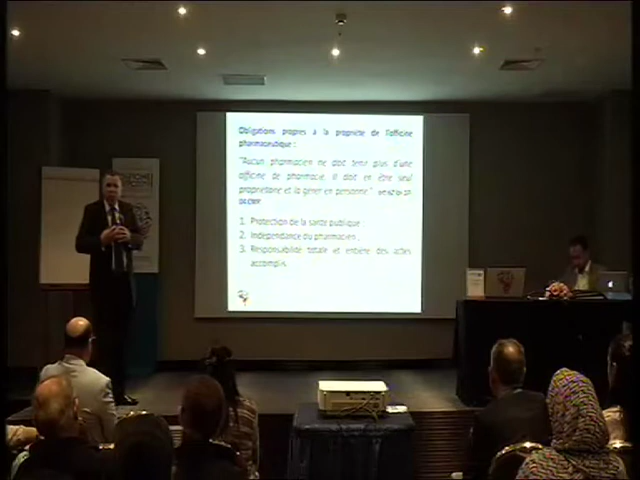 Obligations propres à la propriété de l'officine
pharmaceutique :
"Aucun pharmacien ne doit tenir plus d'une
officine de pharmacie. Il doit en être seul
propriétaire et la gérer en personne"
1. Protection de la santé publique
2. Indépendance du pharmacien
3. Responsabilité totale et entière des actes
accomplis